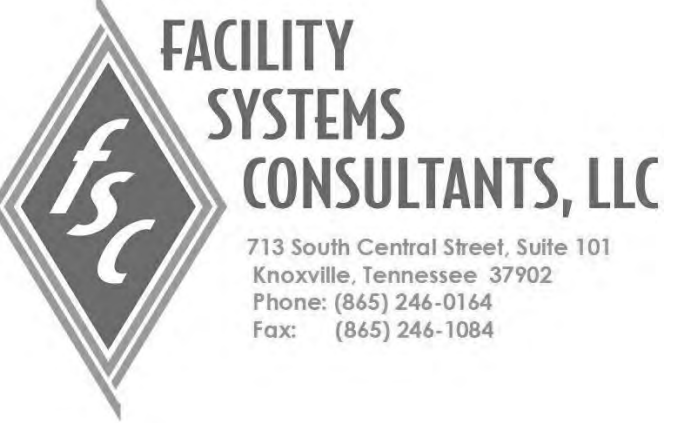 FACILITY
SYSTEMS
CONSULTANTS, LLC
fsc
713 South Central Street, Suite 101
Knoxville, Tennessee 37902
Phone: (865) 246-0164
Fax: (865) 246-1084